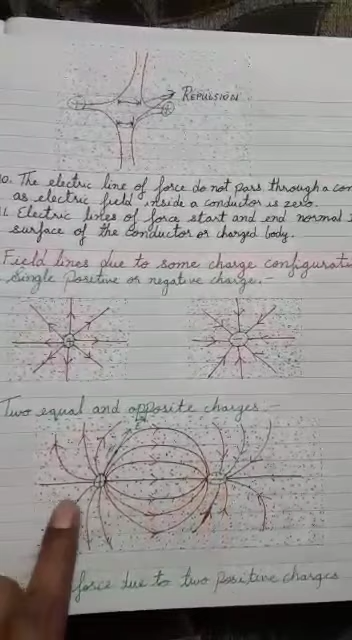 REPULSION
10. The electric line of force do not pass through a con
as electric field inside a conductor is zero.
11. Electric lines of force start and end normal
surface of the conductor or charged body.
Field lines due to some charge configurati
single positive or negative charge.-
Two equal and opposite charges.-
force due to two positive charges